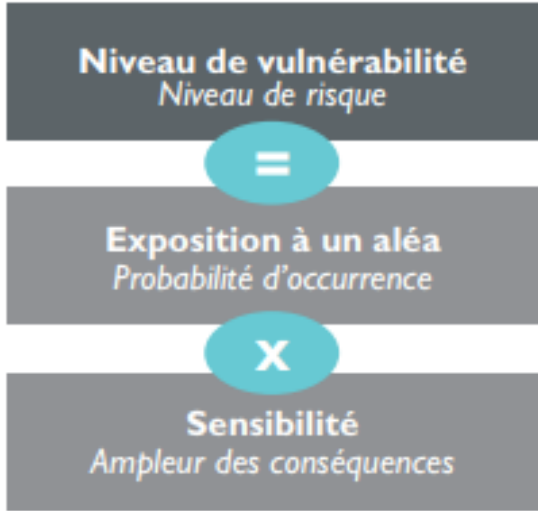 Niveau de vulnérabilité
Niveau de risque
=
Exposition à un aléa
Probabilité d'occurrence
x
Sensibilité
Ampleur des conséquences